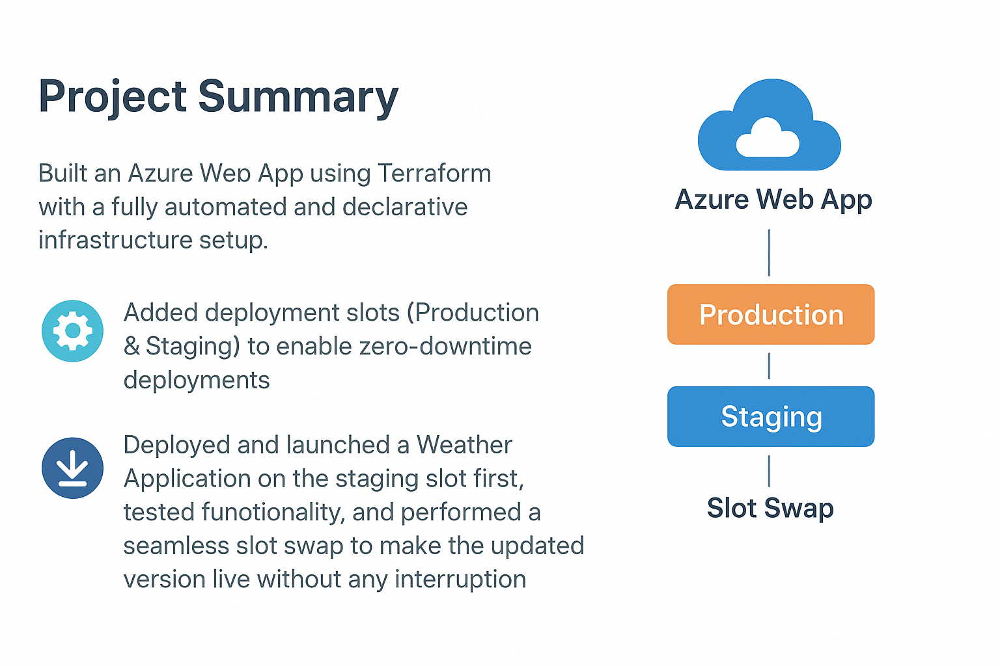 Project Summary
Built an Azure Web App using Terraform
with a fully automated and declarative
infrastructure setup.
Added deployment slots (Production
& Staging) to enable zero-downtime
deployments
Deployed and launched a Weather
Application on the staging slot first,
tested funotionality, and performed a
seamless slot swap to make the updated
version live without any interruption
Azure Web App
Production
Staging
Slot Swap